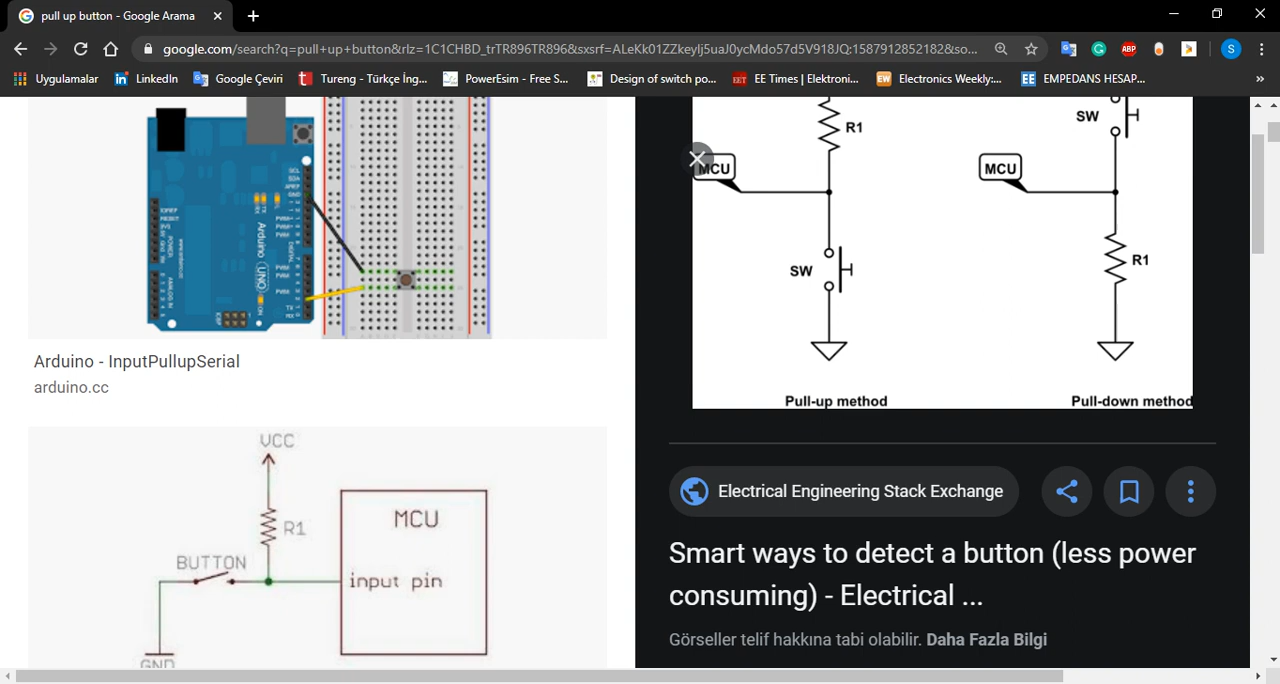 pull up button - Google Arama
google.com/search?q=pull+up+button&rlz=1C1CHBD_trTR896TR896&sxsrf=ALeKk01ZZkeylj5uaJ0ycMdo57d5V918JQ:1587912852182&so...
Uygulamalar
LinkedIn
Google Çeviri
Tureng - Türkçe İng...
PowerEsim - Free S...
Design of switch po...
EE Times | Elektroni...
Electronics Weekly:...
EMPEDANS HESAP...
»
ABP
S
Arduino
UNO
Arduino - InputPullupSerial
arduino.cc
VCC
R1
MCU
BUTTON
input pin
GND
R1
MCU
SW
Pull-up method
SW
MCU
R1
Pull-down method
Electrical Engineering Stack Exchange
Smart ways to detect a button (less power
consuming) - Electrical ...
Görseller telif hakkına tabi olabilir. Daha Fazla Bilgi